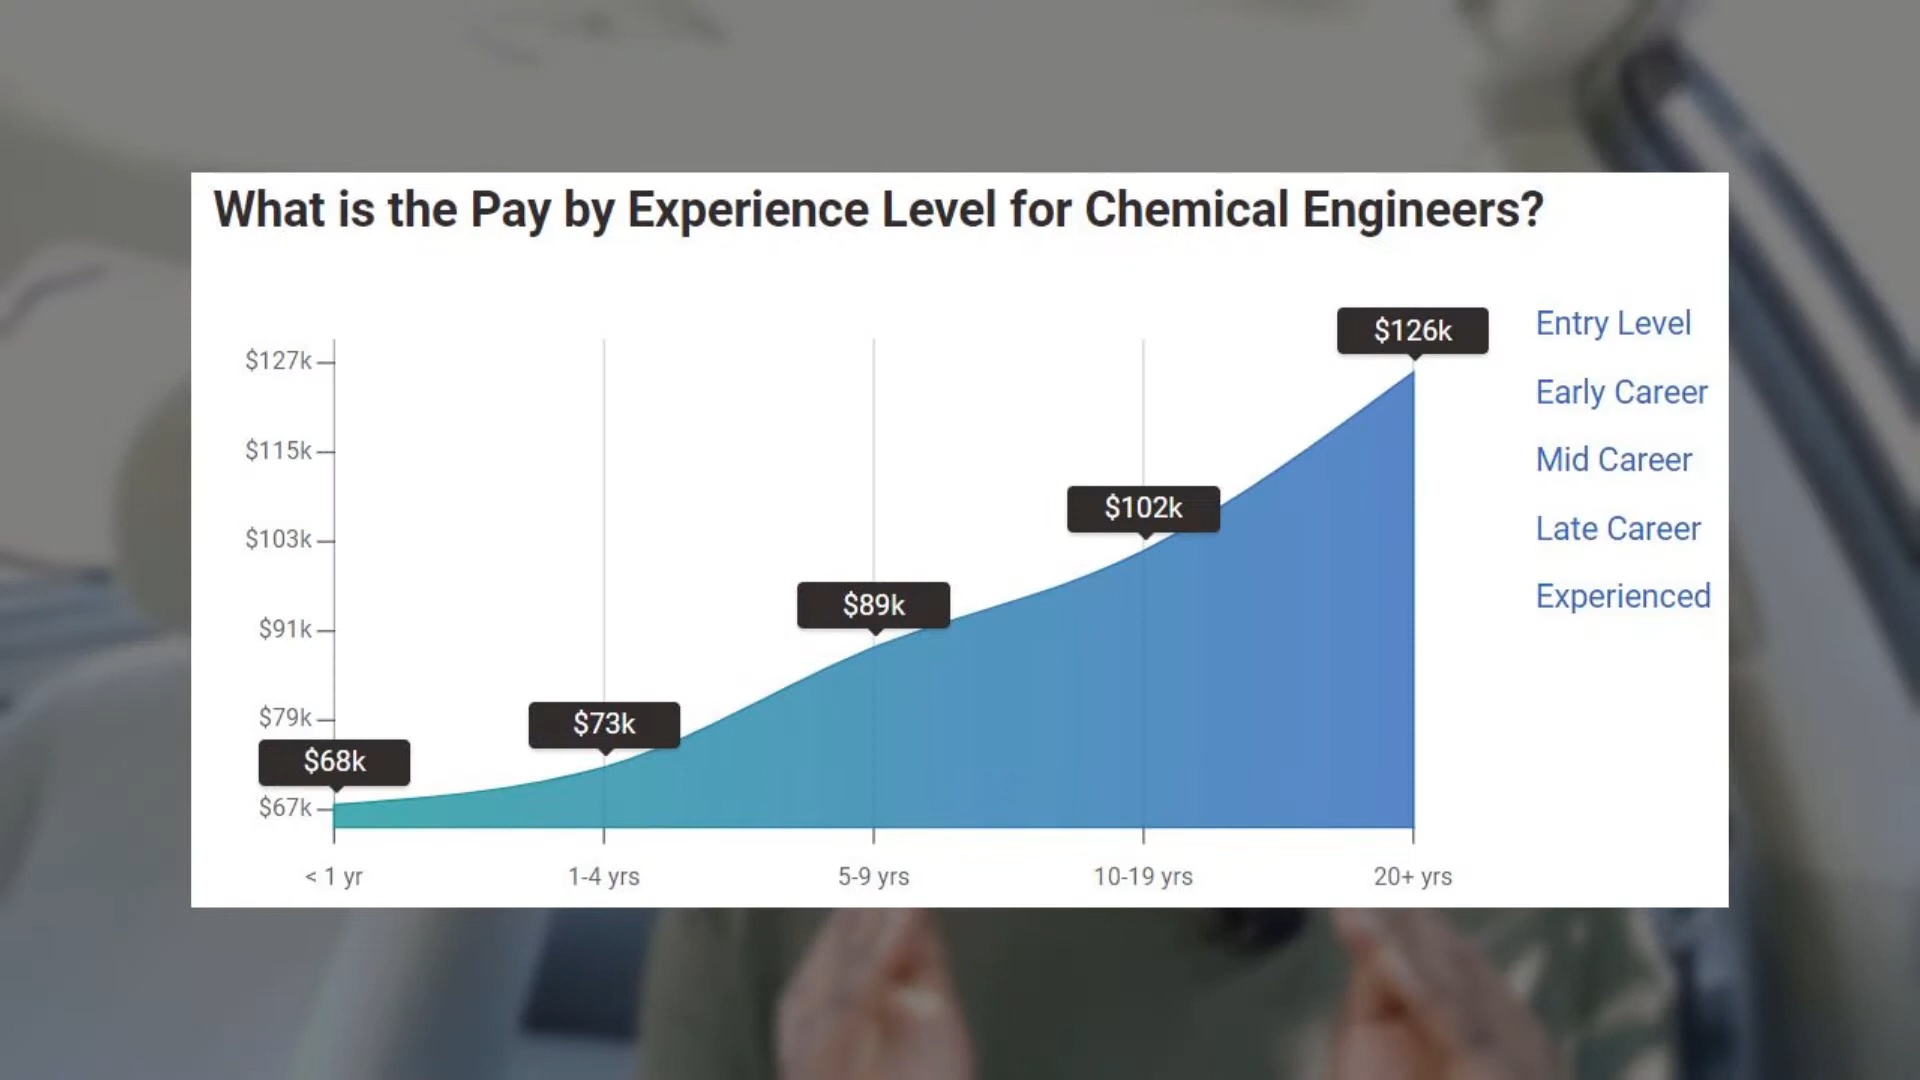 What is the Pay by Experience Level for Chemical Engineers?
$127k
$115k
$103k
$91k
$79k
$67k
$68k
$73k
$89k
$102k
$126k
< 1 yr
1-4 yrs
5-9 yrs
10-19 yrs
20+ yrs
Entry Level
Early Career
Mid Career
Late Career
Experienced